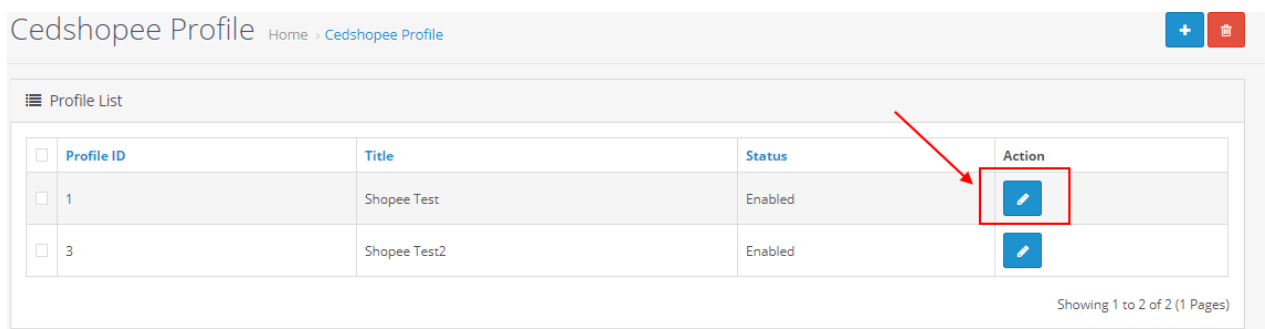 Cedshopee Profile Home › Cedshopee Profile
Profile List
Profile ID Title Status Action
1 Shopee Test Enabled
3 Shopee Test2 Enabled
Showing 1 to 2 of 2 (1 Pages)